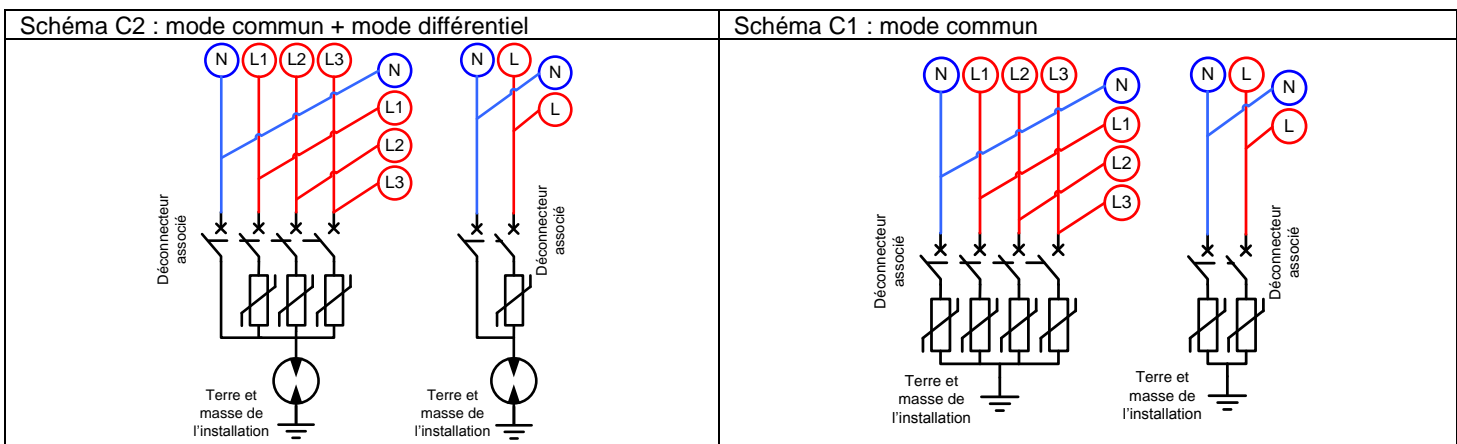 Schéma C2 : mode commun + mode différentiel
N L1 L2 L3
N
L1
L2
L3
Déconnecteur
associé
Terre et
masse de
l'installation
N L
N
L
Déconnecteur
associé
Terre et
masse de
l'installation
Schéma C1 : mode commun
N L1 L2 L3
N
L1
L2
L3
Déconnecteur
associé
Terre et
masse de
l'installation
N L
N
L
Déconnecteur
associé
Terre et
masse de
l'installation